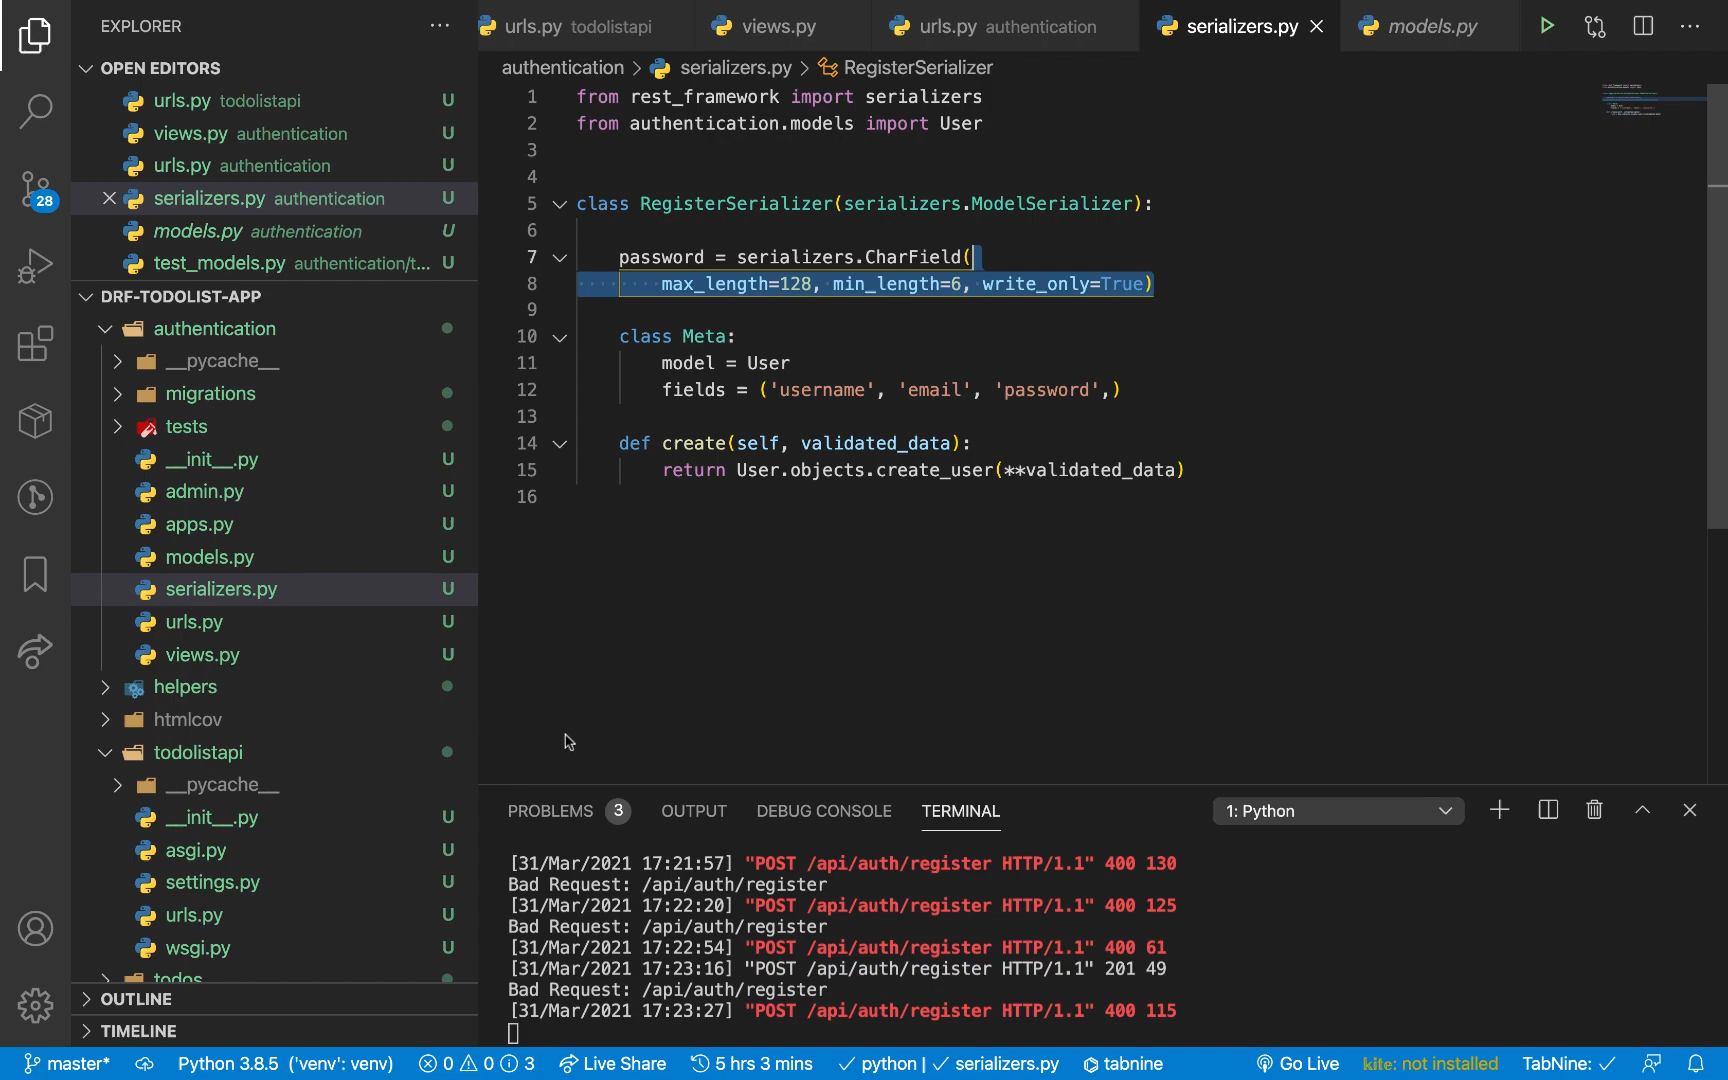 EXPLORER
OPEN EDITORS
urls.py todolistapi U
views.py authentication U
urls.py authentication U
serializers.py authentication U
models.py authentication U
test_models.py authentication/t... U
DRF-TODOLIST-APP
authentication
__pycache__
migrations
tests
__init__.py U
admin.py U
apps.py U
models.py U
serializers.py U
urls.py U
views.py U
helpers
htmlcov
todolistapi
__pycache__
__init__.py U
asgi.py U
settings.py U
urls.py U
wsgi.py U
todos
OUTLINE
TIMELINE
28
urls.py todolistapi
views.py
urls.py authentication
serializers.py
models.py
authentication > serializers.py > RegisterSerializer
1 from rest_framework import serializers
2 from authentication.models import User
3
4
5 class RegisterSerializer(serializers.ModelSerializer):
6
7 password = serializers.CharField(
8 max_length=128, min_length=6, write_only=True)
9
10 class Meta:
11 model = User
12 fields = ('username', 'email', 'password',)
13
14 def create(self, validated_data):
15 return User.objects.create_user(**validated_data)
16
PROBLEMS 3 OUTPUT DEBUG CONSOLE TERMINAL 1: Python
[31/Mar/2021 17:21:57] "POST /api/auth/register HTTP/1.1" 400 130
Bad Request: /api/auth/register
[31/Mar/2021 17:22:20] "POST /api/auth/register HTTP/1.1" 400 125
Bad Request: /api/auth/register
[31/Mar/2021 17:22:54] "POST /api/auth/register HTTP/1.1" 400 61
[31/Mar/2021 17:23:16] "POST /api/auth/register HTTP/1.1" 201 49
Bad Request: /api/auth/register
[31/Mar/2021 17:23:27] "POST /api/auth/register HTTP/1.1" 400 115
master* Python 3.8.5 ('venv': venv) 0 0 3 Live Share 5 hrs 3 mins python | serializers.py tabnine Go Live kite: not installed TabNine: